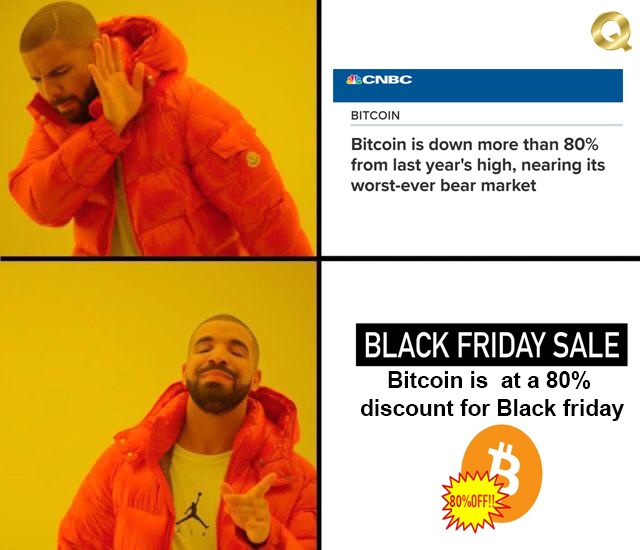 Q
CNBC
BITCOIN
Bitcoin is down more than 80%
from last year's high, nearing its
worst-ever bear market
BLACK FRIDAY SALE
Bitcoin is at a 80%
discount for Black friday
₿
80%OFF!!